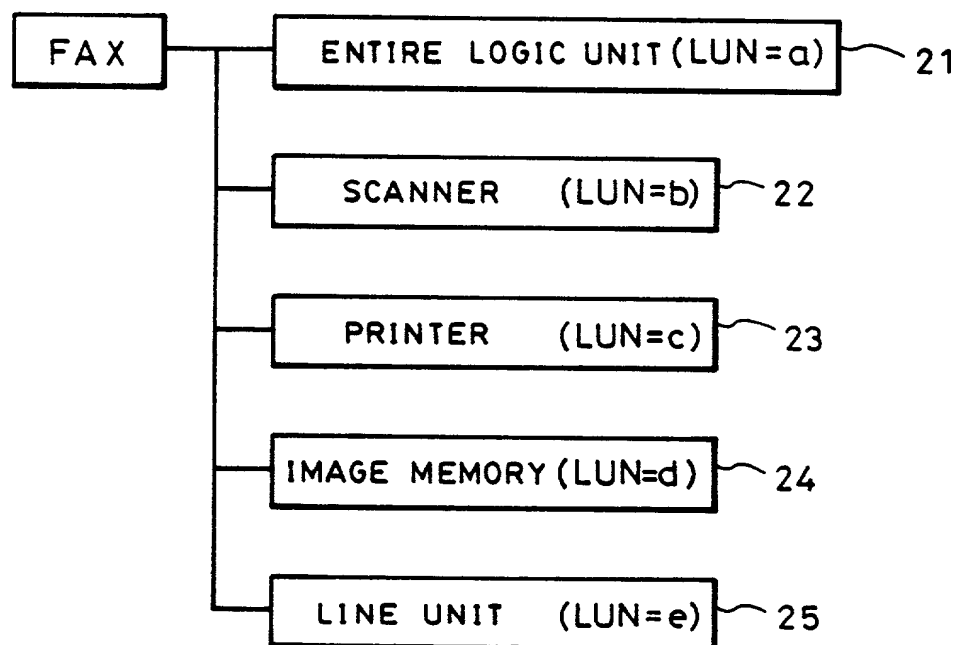 FAX
ENTIRE LOGIC UNIT (LUN=a) 21
SCANNER (LUN=b) 22
PRINTER (LUN=c) 23
IMAGE MEMORY (LUN=d) 24
LINE UNIT (LUN=e) 25